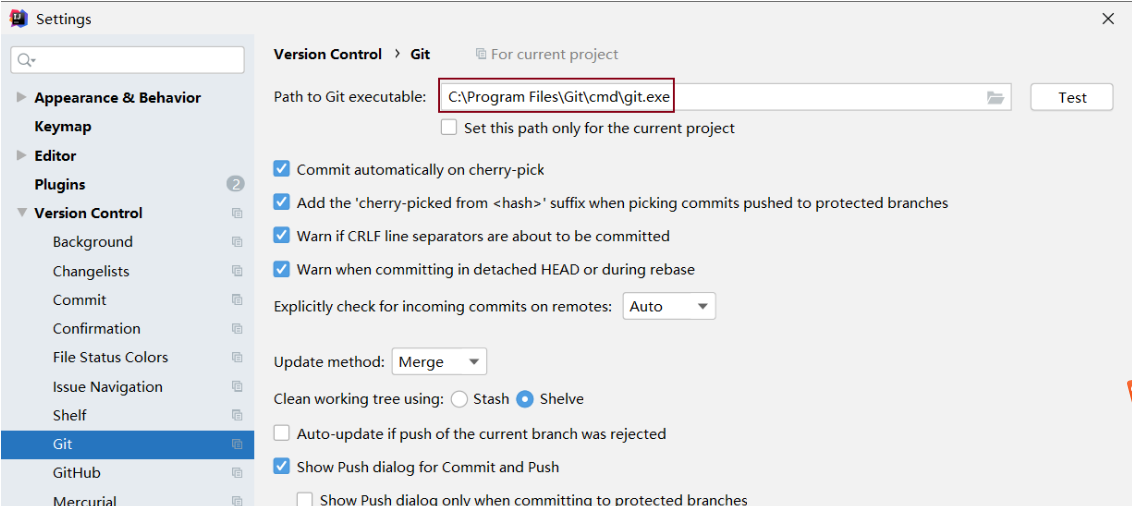 Settings
Appearance & Behavior
Keymap
Editor
Plugins 2
Version Control
Background
Changelists
Commit
Confirmation
File Status Colors
Issue Navigation
Shelf
Git
GitHub
Mercurial
Version Control › Git For current project
Path to Git executable: C:\Program Files\Git\cmd\git.exe Test
Set this path only for the current project
Commit automatically on cherry-pick
Add the 'cherry-picked from <hash>' suffix when picking commits pushed to protected branches
Warn if CRLF line separators are about to be committed
Warn when committing in detached HEAD or during rebase
Explicitly check for incoming commits on remotes: Auto
Update method: Merge
Clean working tree using: Stash Shelve
Auto-update if push of the current branch was rejected
Show Push dialog for Commit and Push
Show Push dialog only when committing to protected branches